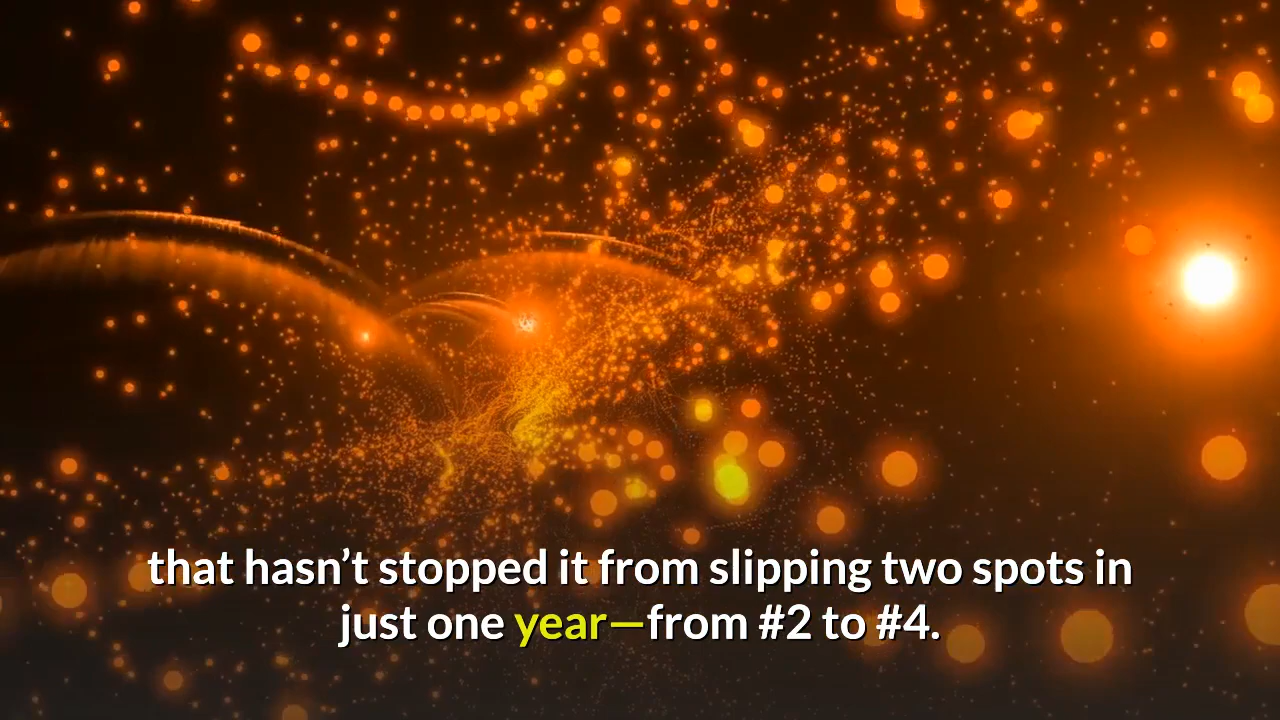 that hasn’t stopped it from slipping two spots in
just one year—from #2 to #4.